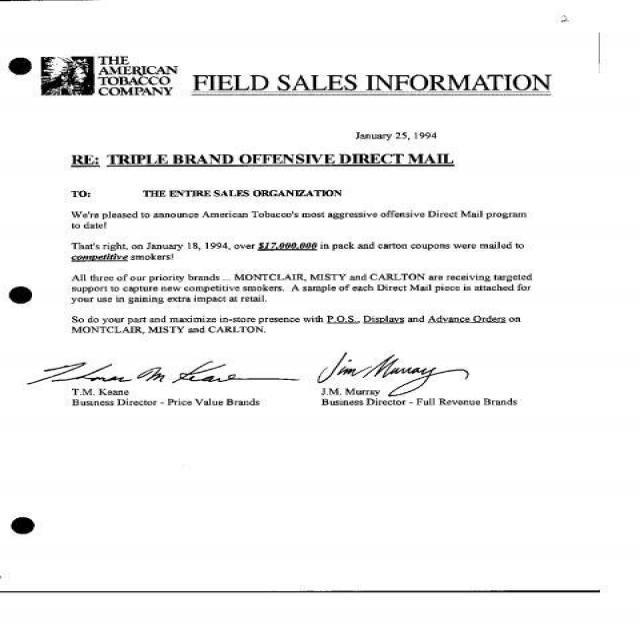 2
THE
AMERICAN
TOBACCO
COMPANY
FIELD SALES INFORMATION
January 25, 1994
RE: TRIPLE BRAND OFFENSIVE DIRECT MAIL
TO: THE ENTIRE SALES ORGANIZATION
We're pleased to announce American Tobacco's most aggressive offensive Direct Mail program
to date!
That's right, on January 18, 1994, over $17,000,000 in pack and carton coupons were mailed to
competitive smokers!
All three of our priority brands ... MONTCLAIR, MISTY and CARLTON are receiving targeted
support to capture new competitive smokers. A sample of each Direct Mail piece is attached for
your use in gaining extra impact at retail.
So do your part and maximize in-store presence with P.O.S., Displays and Advance Orders on
MONTCLAIR, MISTY and CARLTON.
Thomas M Keane Jim Murray
T.M. Keane J.M. Murray
Business Director - Price Value Brands Business Director - Full Revenue Brands